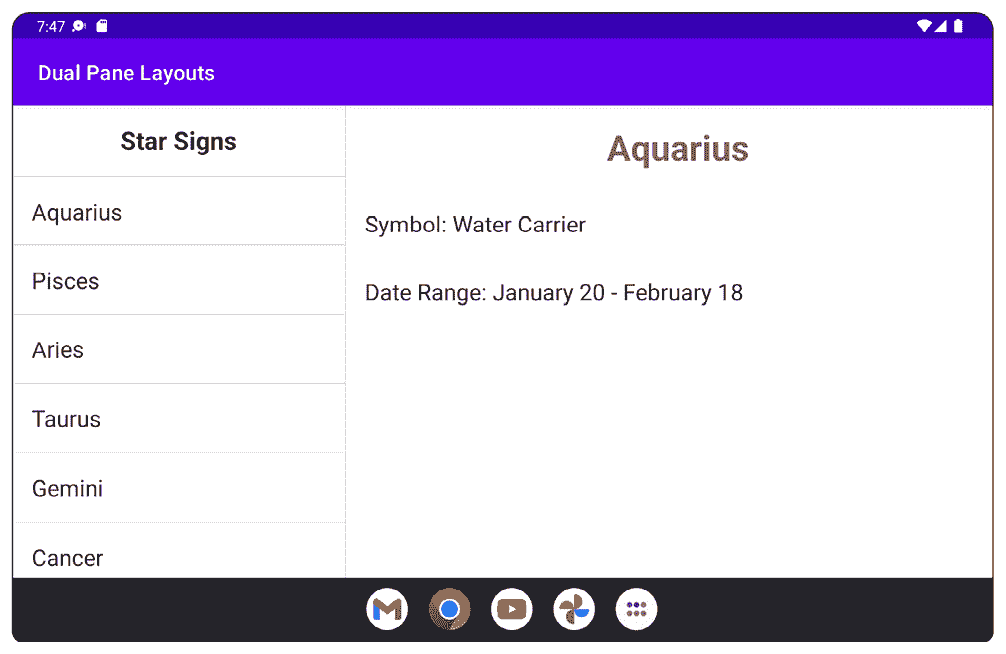 7:47
Dual Pane Layouts
Star Signs
Aquarius
Pisces
Aries
Taurus
Gemini
Cancer
Aquarius
Symbol: Water Carrier
Date Range: January 20 - February 18